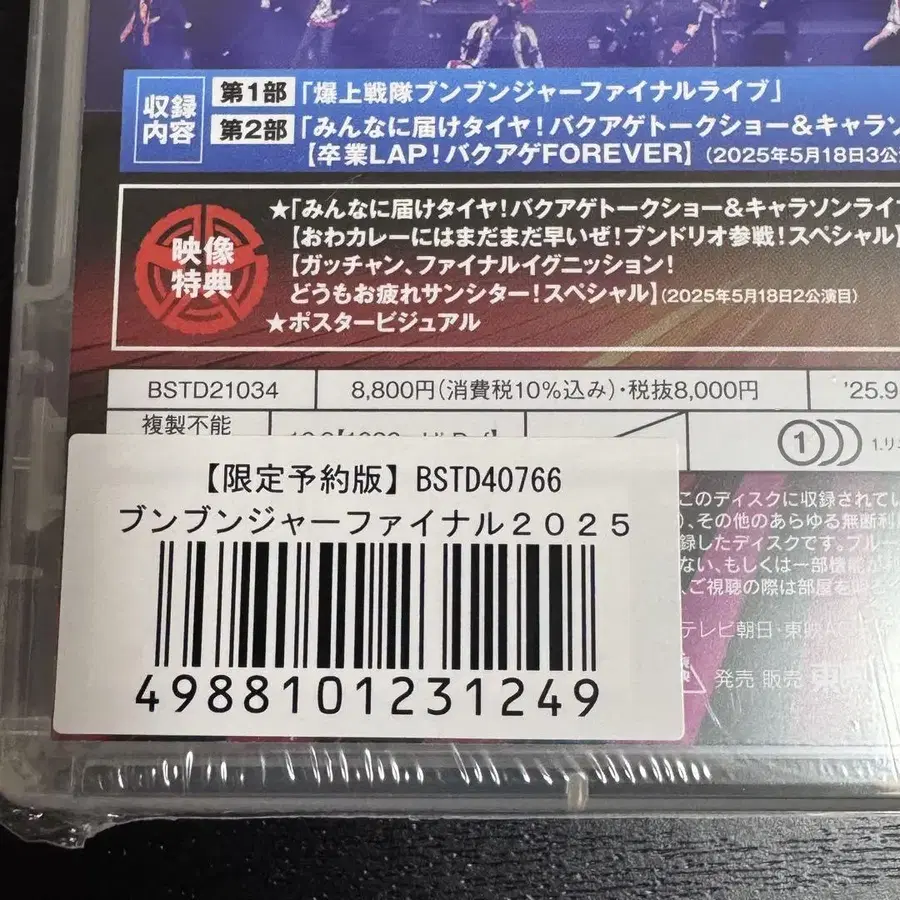 収録
内容
第1部「爆上戦隊ブンブンジャーファイナルライブ」
第2部「みんなに届けタイヤ!バクアゲトークショー&キャラソン
【卒業LAP!バクアゲFOREVER】(2025年5月18日3公
映像
特典
★「みんなに届けタイヤ!バクアゲトークショー&キャラソンライブ
【おわカレーにはまだまだ早いぜ!ブンドリオ参戦!スペシャル】
【ガッチャン、ファイナルイグニッション!
どうもお疲れサンシター!スペシャル】(2025年5月18日2公演目)
★ポスタービジュアル
BSTD21034 8,800円(消費税10%込み)・税抜8,000円 '25.9
複製不能
1
【限定予約版】BSTD40766
ブンブンジャーファイナル2025
4988101231249
このディスクに収録されてい
、その他のあらゆる無断利
録したディスクです。ブルー
ない、もしくは一部機能が
、ご視聴の際は部屋を明
テレビ朝日・東映AG
発売 販売 東